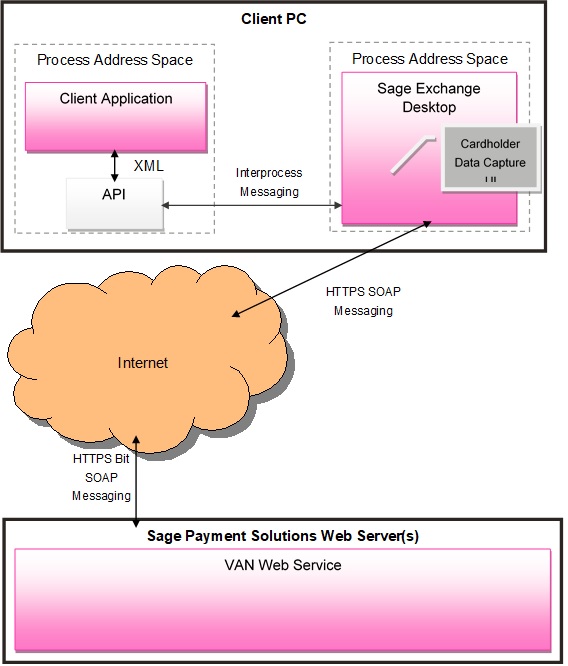 Client PC
Process Address Space
Client Application
XML
API
Interprocess
Messaging
Process Address Space
Sage Exchange
Desktop
Cardholder
Data Capture
HTTPS SOAP
Messaging
Internet
HTTPS Bit
SOAP
Messaging
Sage Payment Solutions Web Server(s)
VAN Web Service